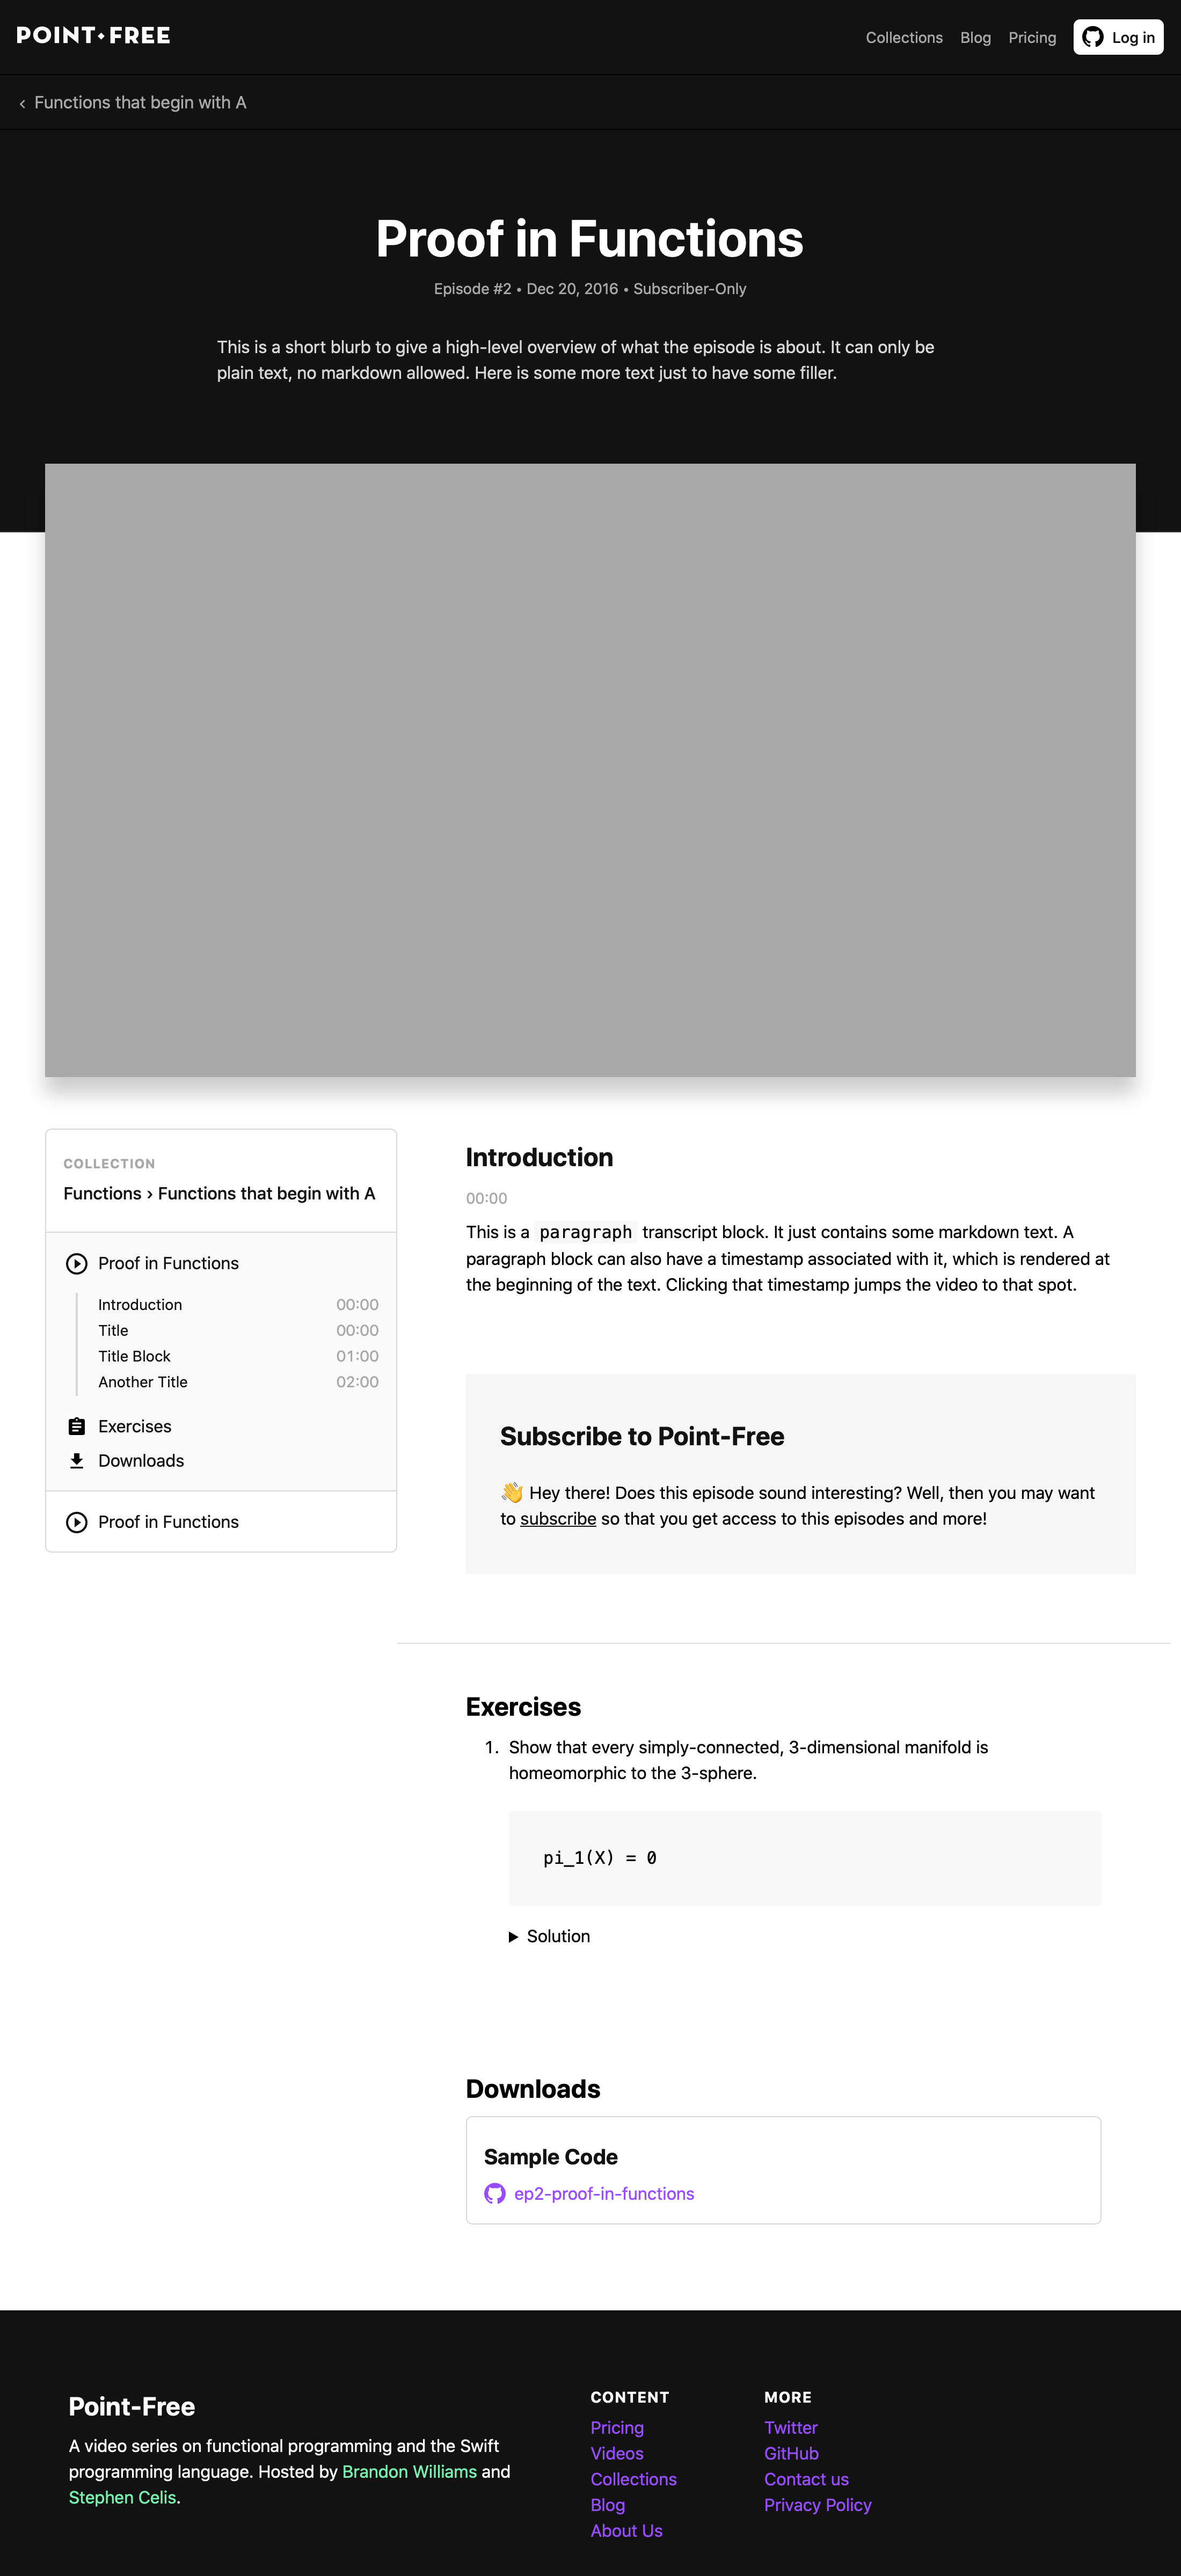 POINT•FREE
Collections Blog Pricing Log in
‹ Functions that begin with A
Proof in Functions
Episode #2 • Dec 20, 2016 • Subscriber-Only
This is a short blurb to give a high-level overview of what the episode is about. It can only be
plain text, no markdown allowed. Here is some more text just to have some filler.
COLLECTION
Functions › Functions that begin with A
Proof in Functions
Introduction 00:00
Title 00:00
Title Block 01:00
Another Title 02:00
Exercises
Downloads
Proof in Functions
Introduction
00:00
This is a paragraph transcript block. It just contains some markdown text. A
paragraph block can also have a timestamp associated with it, which is rendered at
the beginning of the text. Clicking that timestamp jumps the video to that spot.
Subscribe to Point-Free
👋 Hey there! Does this episode sound interesting? Well, then you may want
to subscribe so that you get access to this episodes and more!
Exercises
1. Show that every simply-connected, 3-dimensional manifold is
homeomorphic to the 3-sphere.
pi_1(X) = 0
▶ Solution
Downloads
Sample Code
ep2-proof-in-functions
Point-Free
A video series on functional programming and the Swift
programming language. Hosted by Brandon Williams and
Stephen Celis.
CONTENT
Pricing
Videos
Collections
Blog
About Us
MORE
Twitter
GitHub
Contact us
Privacy Policy